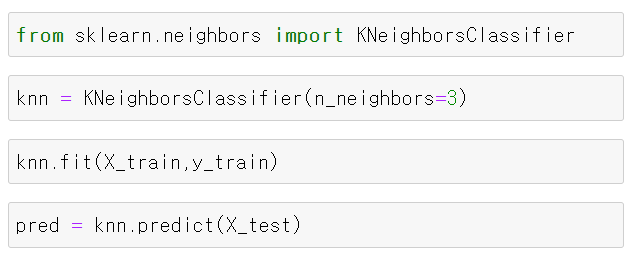 from sklearn.neighbors import KNeighborsClassifier
knn = KNeighborsClassifier(n_neighbors=3)
knn.fit(X_train,y_train)
pred = knn.predict(X_test)